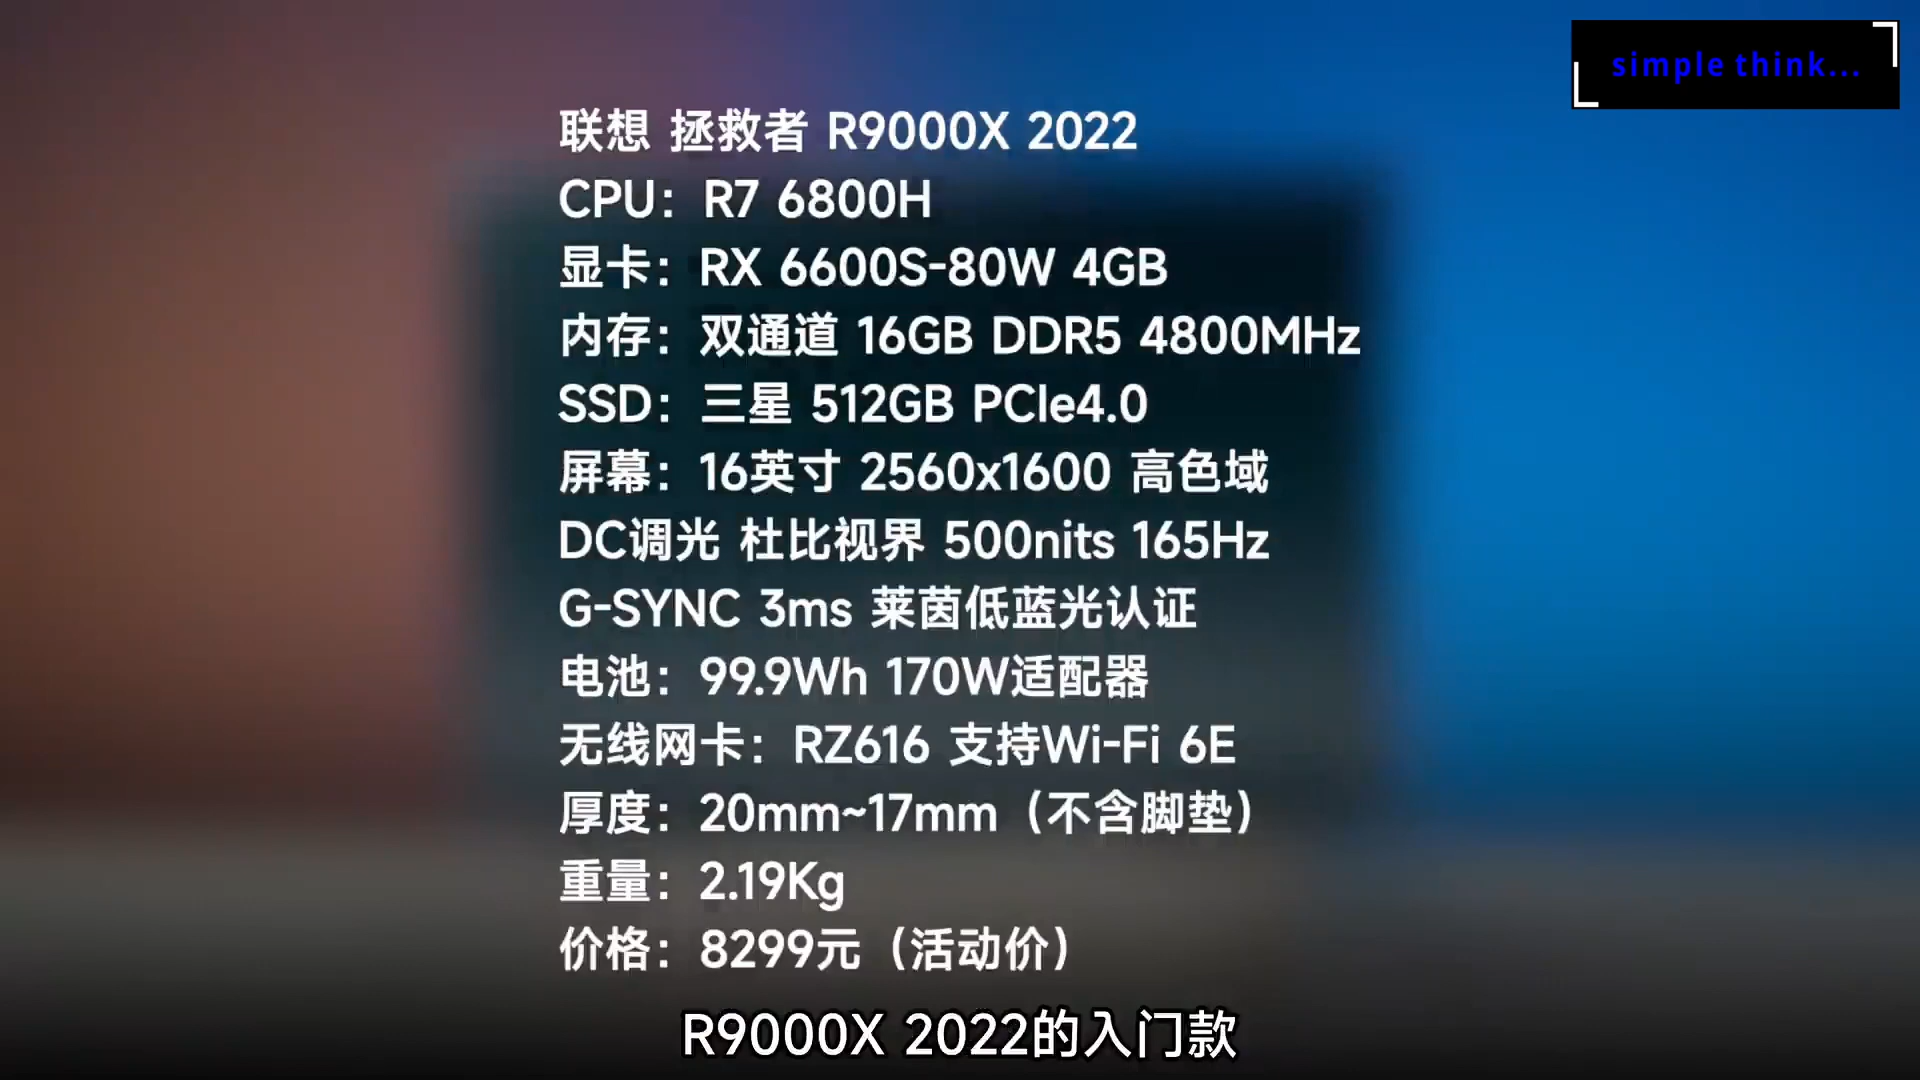 simple think...
联想 拯救者 R9000X 2022
CPU：R7 6800H
显卡：RX 6600S-80W 4GB
内存：双通道 16GB DDR5 4800MHz
SSD：三星 512GB PCIe4.0
屏幕：16英寸 2560x1600 高色域
DC调光 杜比视界 500nits 165Hz
G-SYNC 3ms 莱茵低蓝光认证
电池：99.9Wh 170W适配器
无线网卡：RZ616 支持Wi-Fi 6E
厚度：20mm~17mm（不含脚垫）
重量：2.19Kg
价格：8299元（活动价）
R9000X 2022的入门款